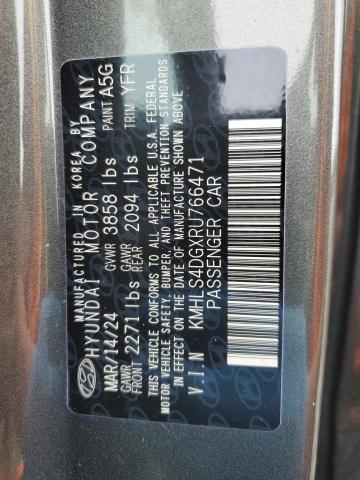 MANUFACTURED IN KOREA, BY
HYUNDAI MOTOR COMPANY
MAR/14/24 GVWR 3858 lbs PAINT A5G
GAWR FRONT 2271 lbs GAWR REAR 2094 lbs TRIM YFR
THIS VEHICLE CONFORMS TO ALL APPLICABLE U.S.A. FEDERAL
MOTOR VEHICLE SAFETY, BUMPER, AND THEFT PREVENTION STANDARDS
IN EFFECT ON THE DATE OF MANUFACTURE SHOWN ABOVE
V.I.N KMHLS4DGXRU766471
PASSENGER CAR